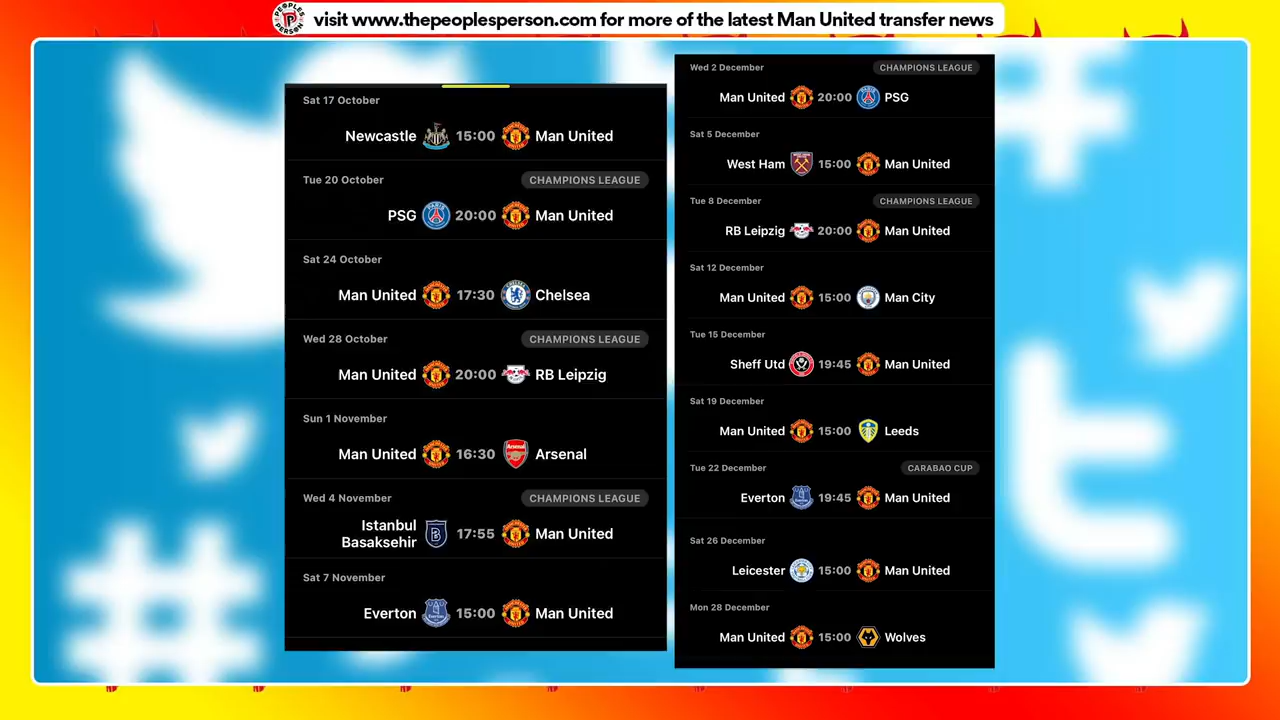 PEOPLES PERSON
visit www.thepeoplesperson.com for more of the latest Man United transfer news
Sat 17 October
Newcastle 15:00 Man United
Tue 20 October CHAMPIONS LEAGUE
PSG 20:00 Man United
Sat 24 October
Man United 17:30 Chelsea
Wed 28 October CHAMPIONS LEAGUE
Man United 20:00 RB Leipzig
Sun 1 November
Man United 16:30 Arsenal
Wed 4 November CHAMPIONS LEAGUE
Istanbul
Basaksehir 17:55 Man United
Sat 7 November
Everton 15:00 Man United
Wed 2 December CHAMPIONS LEAGUE
Man United 20:00 PSG
Sat 5 December
West Ham 15:00 Man United
Tue 8 December CHAMPIONS LEAGUE
RB Leipzig 20:00 Man United
Sat 12 December
Man United 15:00 Man City
Tue 15 December
Sheff Utd 19:45 Man United
Sat 19 December
Man United 15:00 Leeds
Tue 22 December CARABAO CUP
Everton 19:45 Man United
Sat 26 December
Leicester 15:00 Man United
Mon 28 December
Man United 15:00 Wolves